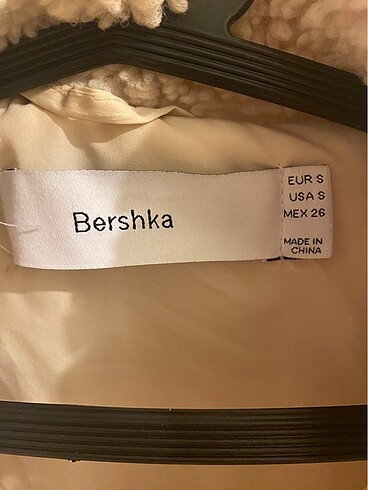 Bershka
EUR S
USA S
MEX 26
MADE IN
CHINA